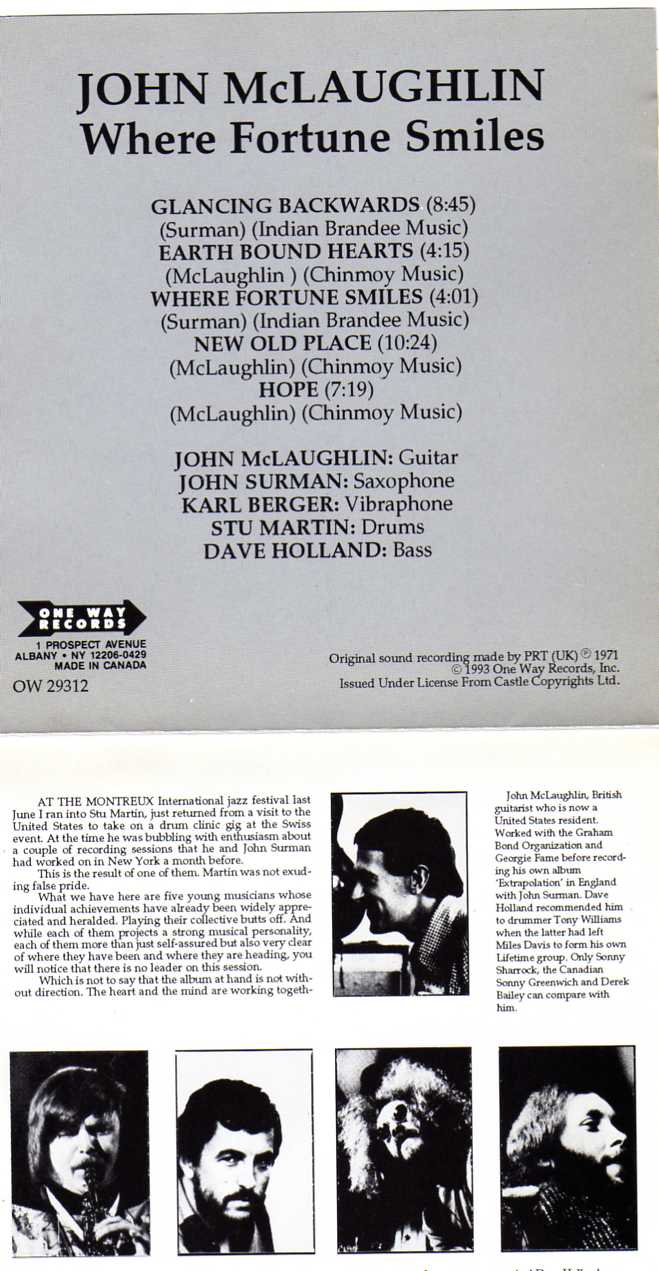 JOHN McLAUGHLIN
Where Fortune Smiles
GLANCING BACKWARDS (8:45)
(Surman) (Indian Brandee Music)
EARTH BOUND HEARTS (4:15)
(McLaughlin ) (Chinmoy Music)
WHERE FORTUNE SMILES (4:01)
(Surman) (Indian Brandee Music)
NEW OLD PLACE (10:24)
(McLaughlin) (Chinmoy Music)
HOPE (7:19)
(McLaughlin) (Chinmoy Music)
JOHN McLAUGHLIN: Guitar
JOHN SURMAN: Saxophone
KARL BERGER: Vibraphone
STU MARTIN: Drums
DAVE HOLLAND: Bass
ONE WAY
RECORDS
1 PROSPECT AVENUE
ALBANY • NY 12206-0429
MADE IN CANADA
OW 29312
Original sound recording made by PRT (UK) ℗ 1971
© 1993 One Way Records, Inc.
Issued Under License From Castle Copyrights Ltd.
AT THE MONTREUX International jazz festival last
June I ran into Stu Martin, just returned from a visit to the
United States to take on a drum clinic gig at the Swiss
event. At the time he was bubbling with enthusiasm about
a couple of recording sessions that he and John Surman
had worked on in New York a month before.
This is the result of one of them. Martin was not exud-
ing false pride.
What we have here are five young musicians whose
individual achievements have already been widely appre-
ciated and heralded. Playing their collective butts off. And
while each of them projects a strong musical personality,
each of them more than just self-assured but also very clear
of where they have been and where they are heading, you
will notice that there is no leader on this session.
Which is not to say that the album at hand is not with-
out direction. The heart and the mind are working togeth-
John McLaughlin, British
guitarist who is now a
United States resident.
Worked with the Graham
Bond Organization and
Georgie Fame before record-
ing his own album
'Extrapolation' in England
with John Surman. Dave
Holland recommended him
to drummer Tony Williams
when the latter had left
Miles Davis to form his own
Lifetime group. Only Sonny
Sharrock, the Canadian
Sonny Greenwich and Derek
Bailey can compare with
him.